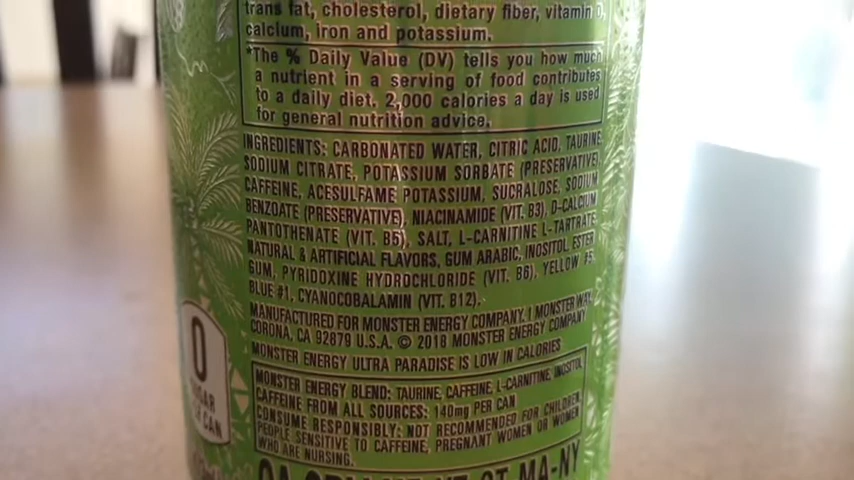 trans fat, cholesterol, dietary fiber, vitamin D,
calcium, iron and potassium.
*The % Daily Value (DV) tells you how much
a nutrient in a serving of food contributes
to a daily diet. 2,000 calories a day is used
for general nutrition advice.
INGREDIENTS: CARBONATED WATER, CITRIC ACID, TAURINE,
SODIUM CITRATE, POTASSIUM SORBATE (PRESERVATIVE),
CAFFEINE, ACESULFAME POTASSIUM, SUCRALOSE, SODIUM
BENZOATE (PRESERVATIVE), NIACINAMIDE (VIT. B3), D-CALCIUM
PANTOTHENATE (VIT. B5), SALT, L-CARNITINE L-TARTRATE,
NATURAL & ARTIFICIAL FLAVORS, GUM ARABIC, INOSITOL, ESTER
GUM, PYRIDOXINE HYDROCHLORIDE (VIT. B6), YELLOW #5,
BLUE #1, CYANOCOBALAMIN (VIT. B12).
MANUFACTURED FOR MONSTER ENERGY COMPANY. 1 MONSTER WAY,
CORONA, CA 92879 U.S.A. © 2018 MONSTER ENERGY COMPANY
MONSTER ENERGY ULTRA PARADISE IS LOW IN CALORIES
MONSTER ENERGY BLEND: TAURINE, CAFFEINE, L-CARNITINE, INOSITOL
CAFFEINE FROM ALL SOURCES: 140mg PER CAN
CONSUME RESPONSIBLY: NOT RECOMMENDED FOR CHILDREN,
PEOPLE SENSITIVE TO CAFFEINE, PREGNANT WOMEN OR WOMEN
WHO ARE NURSING.
0
CAN
MA-NY